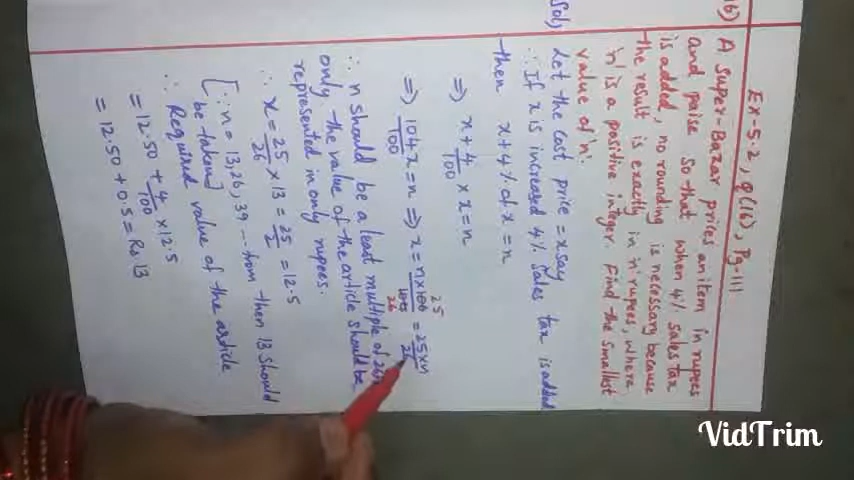 Ex-5.2, Q(16), Pg-111
16) A super-Bazar prices an item in rupees
and paise so that when 4% sales tax
is added, no rounding is necessary because
the result is exactly in 'n' rupees, where
'n' is a positive integer. Find the smallest
value of 'n'.
Sol) Let the cost price = x say
∴ If x is increased 4% sales tax is added
then x+4% of x = n
⇒ x + 4/100 × x = n
⇒ 104x/100 = n ⇒ x = n×100/104 = 25×n/26
25
26
∴ n should be a least multiple of 26,
only the value of the article should be
represented in only rupees.
∴ x = 25/26 × 13 = 25/2 = 12.5
[∵ n = 13, 26, 39 -- from then 13 should
be taken]
∴ Required value of the article
= 12.50 + 4/100 × 12.5
= 12.50 + 0.5 = Rs 13
VidTrim